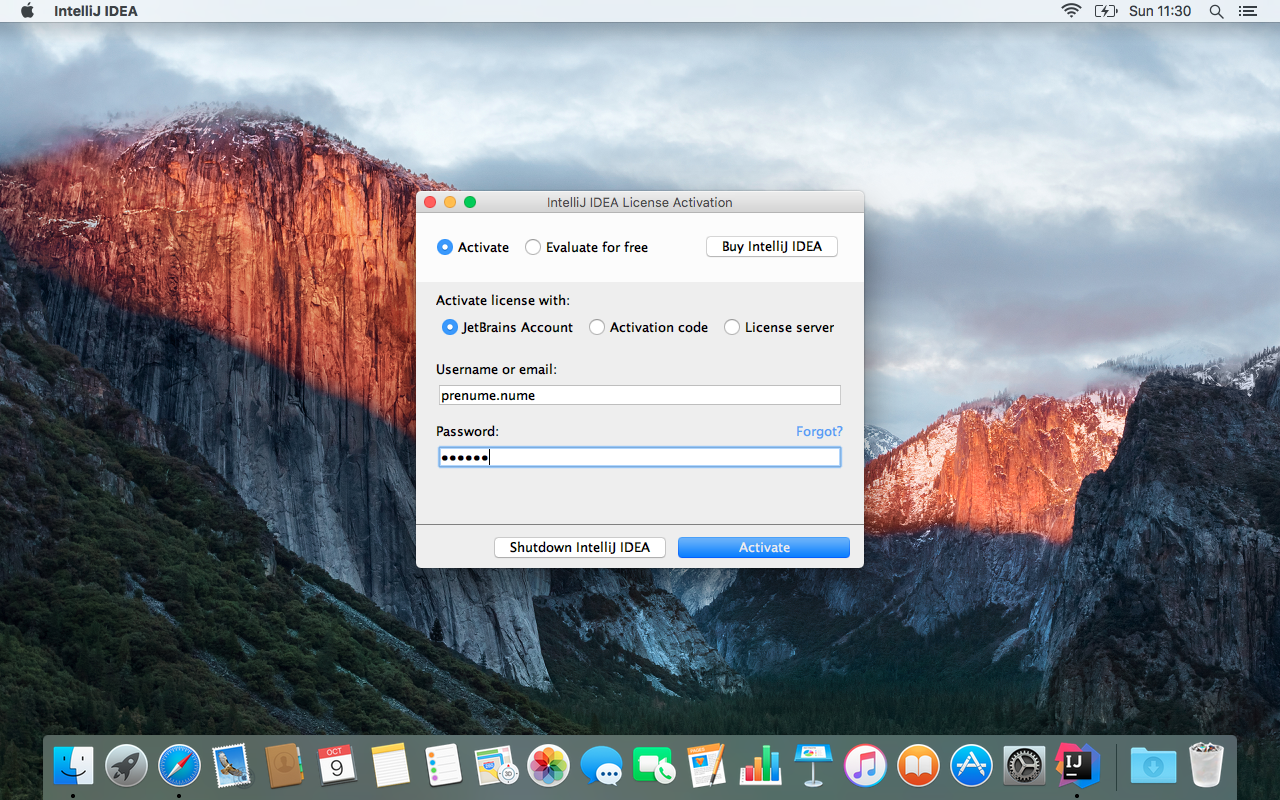 IntelliJ IDEA
Sun 11:30
IntelliJ IDEA License Activation
Activate
Evaluate for free
Buy IntelliJ IDEA
Activate license with:
JetBrains Account
Activation code
License server
Username or email:
prenume.nume
Password:
Forgot?
••••••
Shutdown IntelliJ IDEA
Activate
OCT
9
3D
PAGES
IJ